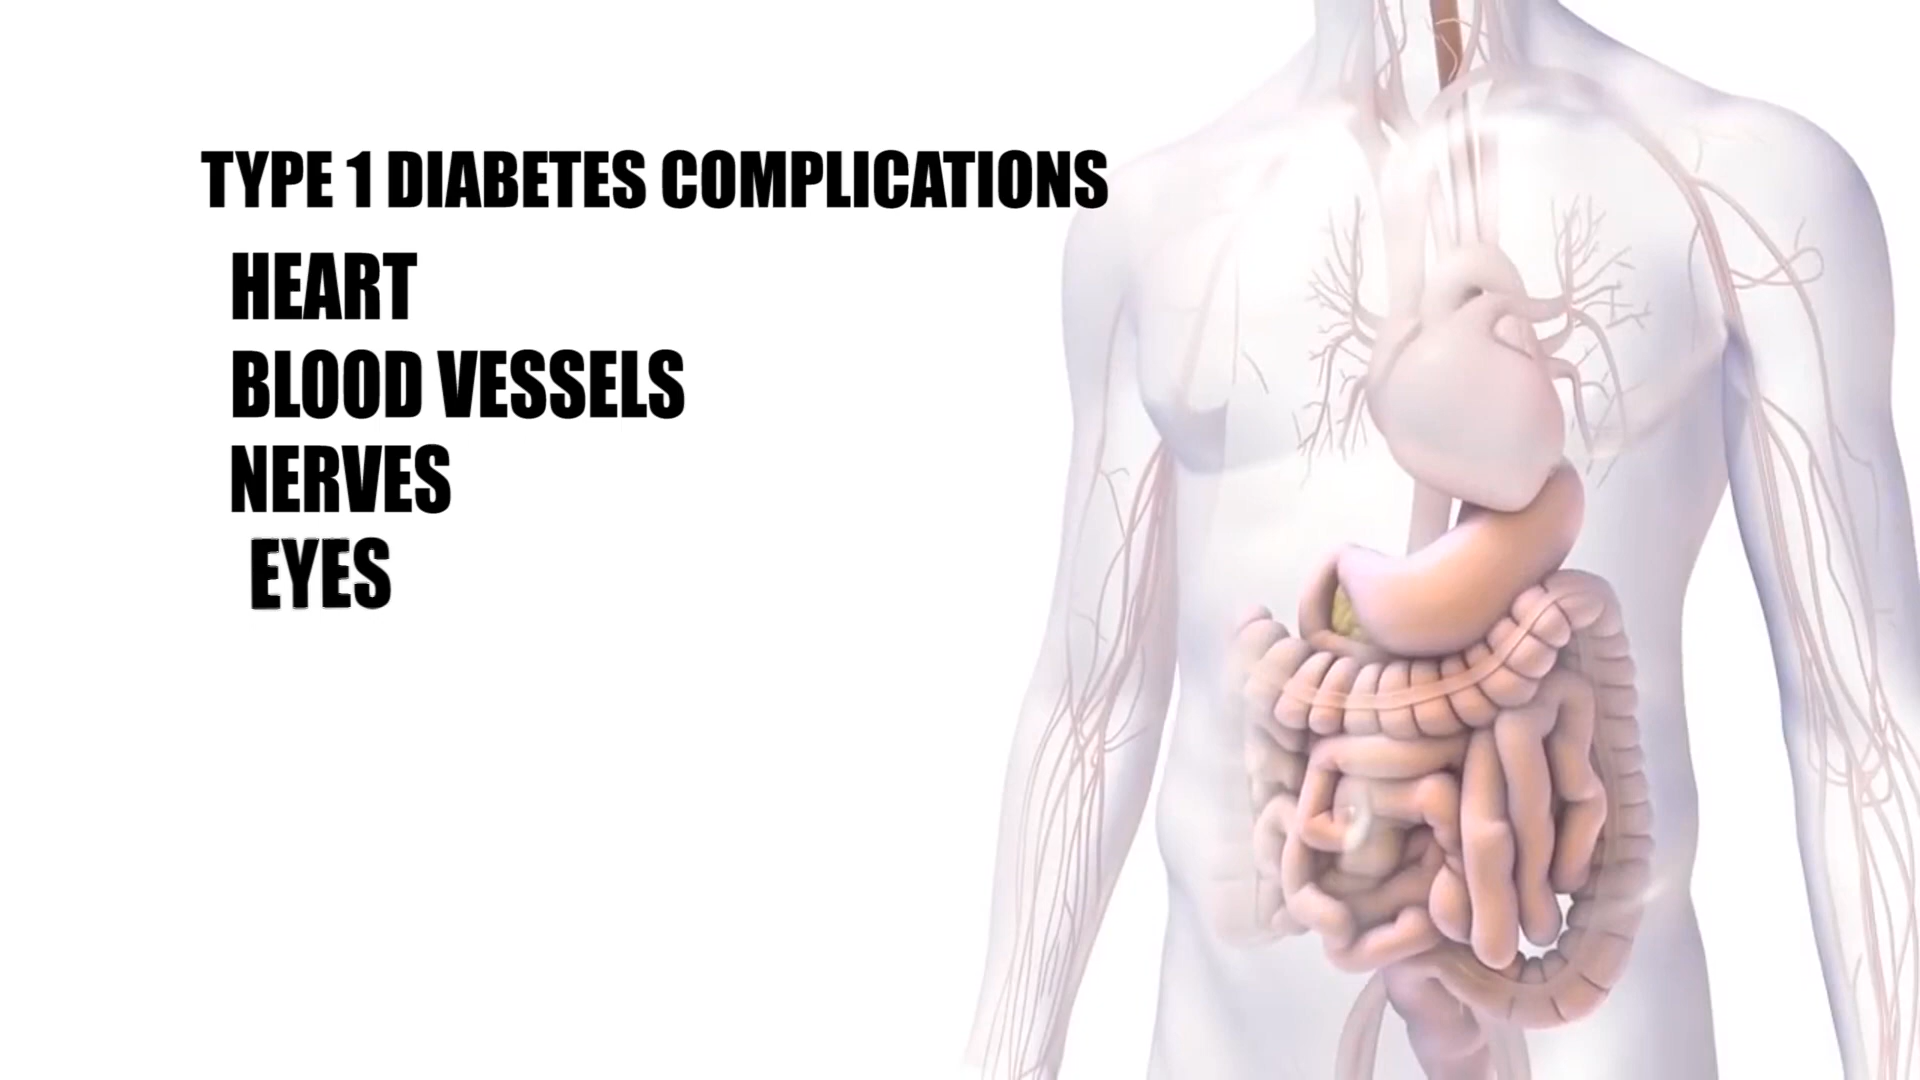 TYPE 1 DIABETES COMPLICATIONS
HEART
BLOOD VESSELS
NERVES
EYES